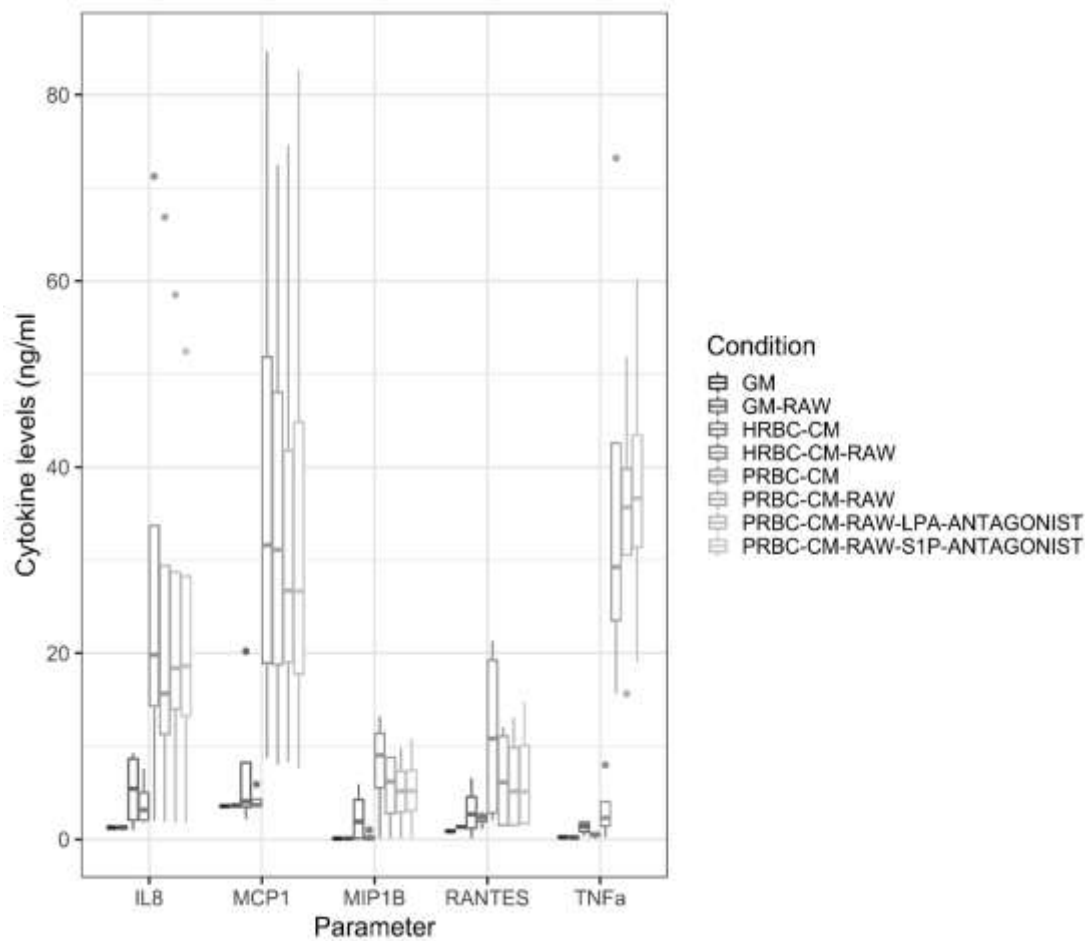 80
60
40
20
0
Cytokine levels (ng/ml
IL8 MCP1 MIP1B RANTES TNFa
Parameter
Condition
GM
GM-RAW
HRBC-CM
HRBC-CM-RAW
PRBC-CM
PRBC-CM-RAW
PRBC-CM-RAW-LPA-ANTAGONIST
PRBC-CM-RAW-S1P-ANTAGONIST